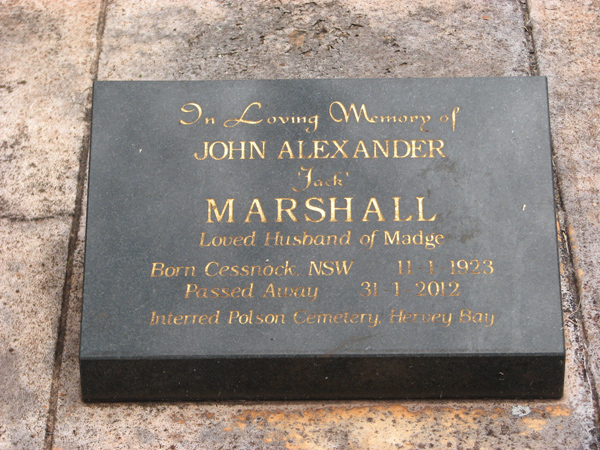 In Loving Memory of
JOHN ALEXANDER
'Jack'
MARSHALL
Loved Husband of Madge
Born Cessnock, NSW 11-1-1923
Passed Away 31-1-2012
Interred Polson Cemetery, Hervey Bay